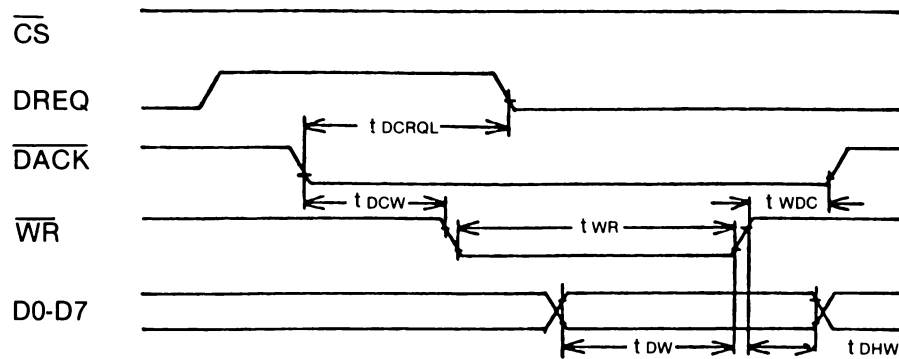 CS
DREQ
t DCRQL
DACK
t DCW
t WDC
WR
t WR
D0-D7
t DW
t DHW